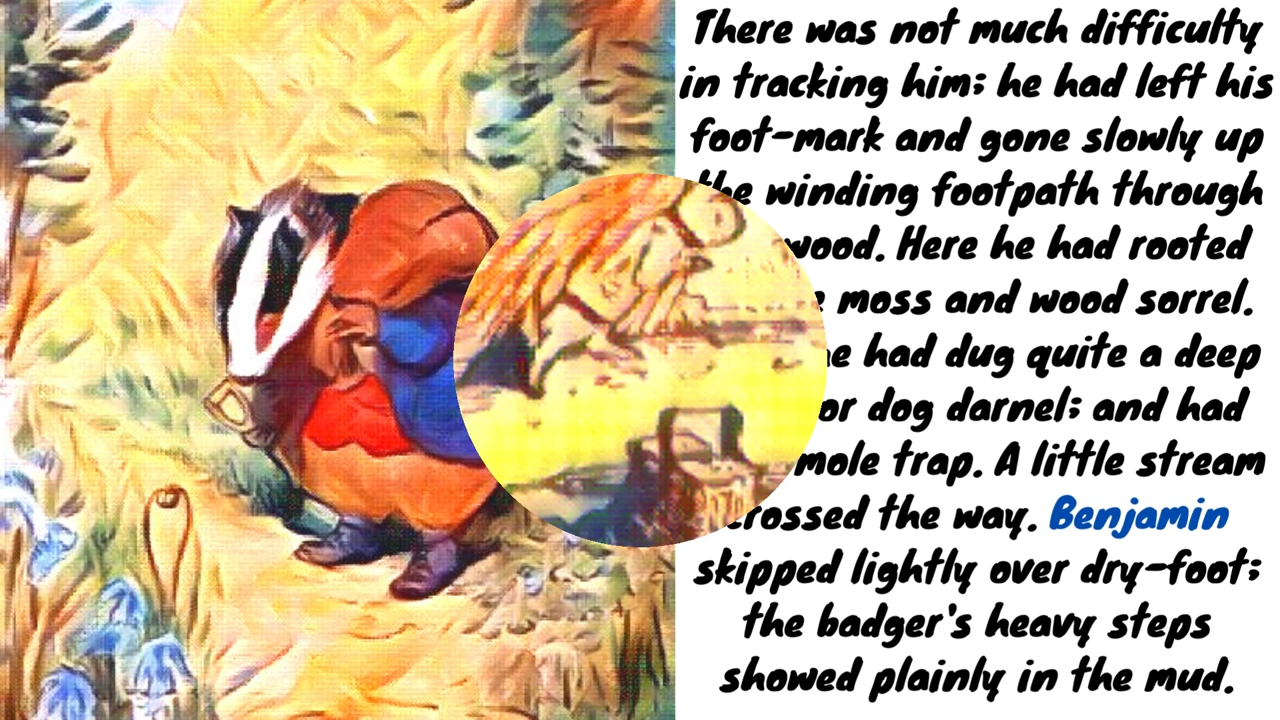 There was not much difficulty
in tracking him; he had left his
foot-mark and gone slowly up
the winding footpath through
wood. Here he had rooted
moss and wood sorrel.
he had dug quite a deep
or dog darnel; and had
mole trap. A little stream
crossed the way. Benjamin
skipped lightly over dry-foot;
the badger's heavy steps
showed plainly in the mud.